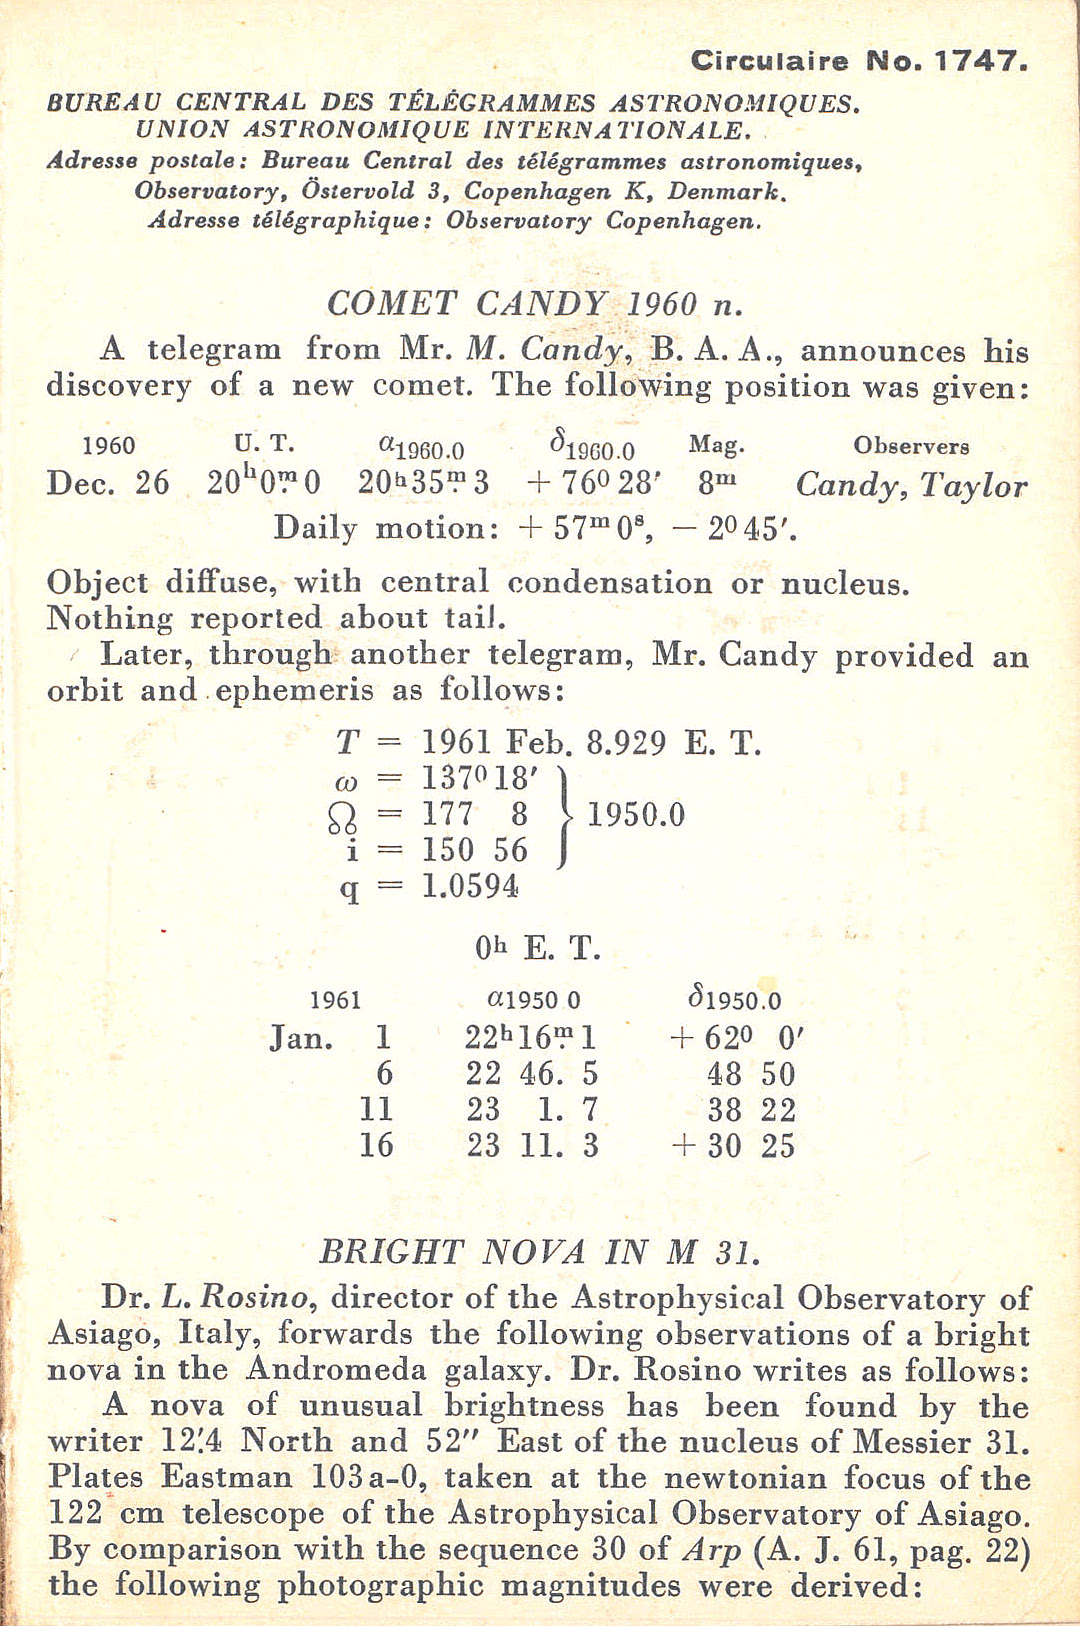 Circulaire No. 1747.
BUREAU CENTRAL DES TÉLÉGRAMMES ASTRONOMIQUES.
UNION ASTRONOMIQUE INTERNATIONALE.
Adresse postale: Bureau Central des télégrammes astronomiques,
Observatory, Östervold 3, Copenhagen K, Denmark.
Adresse télégraphique: Observatory Copenhagen.
COMET CANDY 1960 n.
A telegram from Mr. M. Candy, B. A. A., announces his
discovery of a new comet. The following position was given:
1960 U. T. α1960.0 δ1960.0 Mag. Observers
Dec. 26 20ʰ0ᵐ.0 20ʰ35ᵐ.3 + 76º 28′ 8ᵐ Candy, Taylor
Daily motion: + 57ᵐ 0ˢ, — 2º 45′.
Object diffuse, with central condensation or nucleus.
Nothing reported about tail.
Later, through another telegram, Mr. Candy provided an
orbit and ephemeris as follows:
T = 1961 Feb. 8.929 E. T.
ω = 137º 18′
☊ = 177 8 } 1950.0
i = 150 56
q = 1.0594
0ʰ E. T.
1961 α1950 0 δ1950.0
Jan. 1 22ʰ16ᵐ.1 + 62º 0′
6 22 46. 5 48 50
11 23 1. 7 38 22
16 23 11. 3 + 30 25
BRIGHT NOVA IN M 31.
Dr. L. Rosino, director of the Astrophysical Observatory of
Asiago, Italy, forwards the following observations of a bright
nova in the Andromeda galaxy. Dr. Rosino writes as follows:
A nova of unusual brightness has been found by the
writer 12′.4 North and 52″ East of the nucleus of Messier 31.
Plates Eastman 103 a-0, taken at the newtonian focus of the
122 cm telescope of the Astrophysical Observatory of Asiago.
By comparison with the sequence 30 of Arp (A. J. 61, pag. 22)
the following photographic magnitudes were derived: